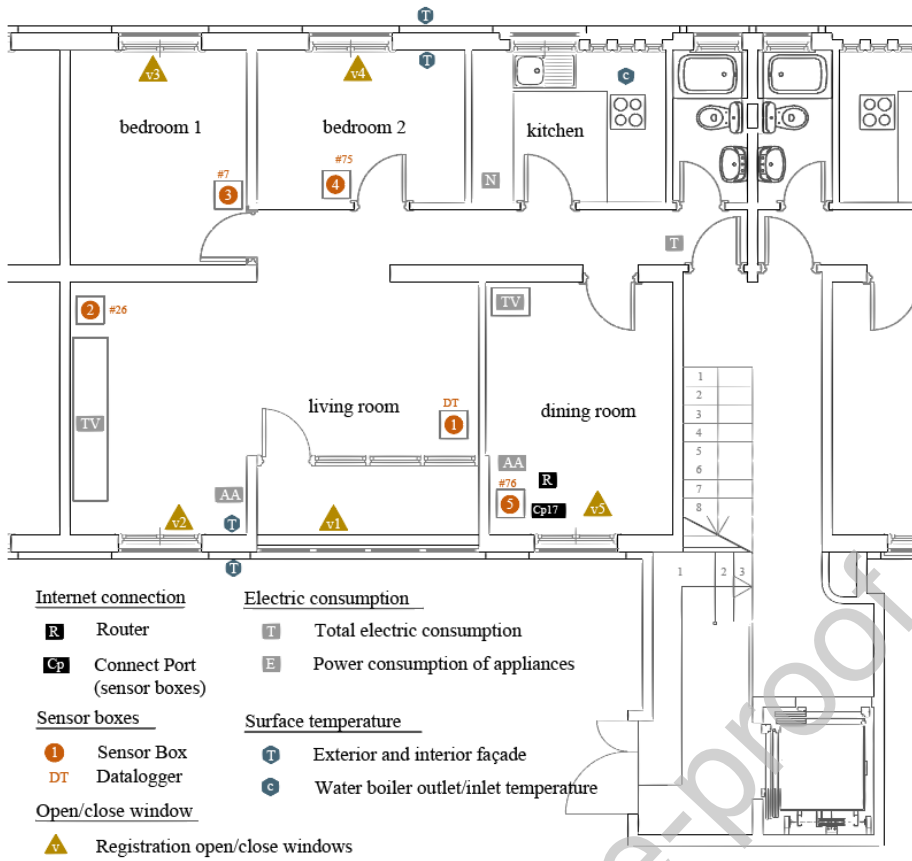 T
v3
v4
T
c
bedroom 1
bedroom 2
kitchen
#7
#75
3
4
N
T
2
#26
TV
TV
living room
DT
1
dining room
1
2
3
4
5
6
7
8
AA
#76
R
5
Cp17
v5
AA
v2
T
v1
T
1
2
3
Internet connection
R Router
Cp Connect Port
(sensor boxes)
Electric consumption
T Total electric consumption
E Power consumption of appliances
Sensor boxes
1 Sensor Box
DT Datalogger
Surface temperature
T Exterior and interior façade
c Water boiler outlet/inlet temperature
Open/close window
v Registration open/close windows
e-proof